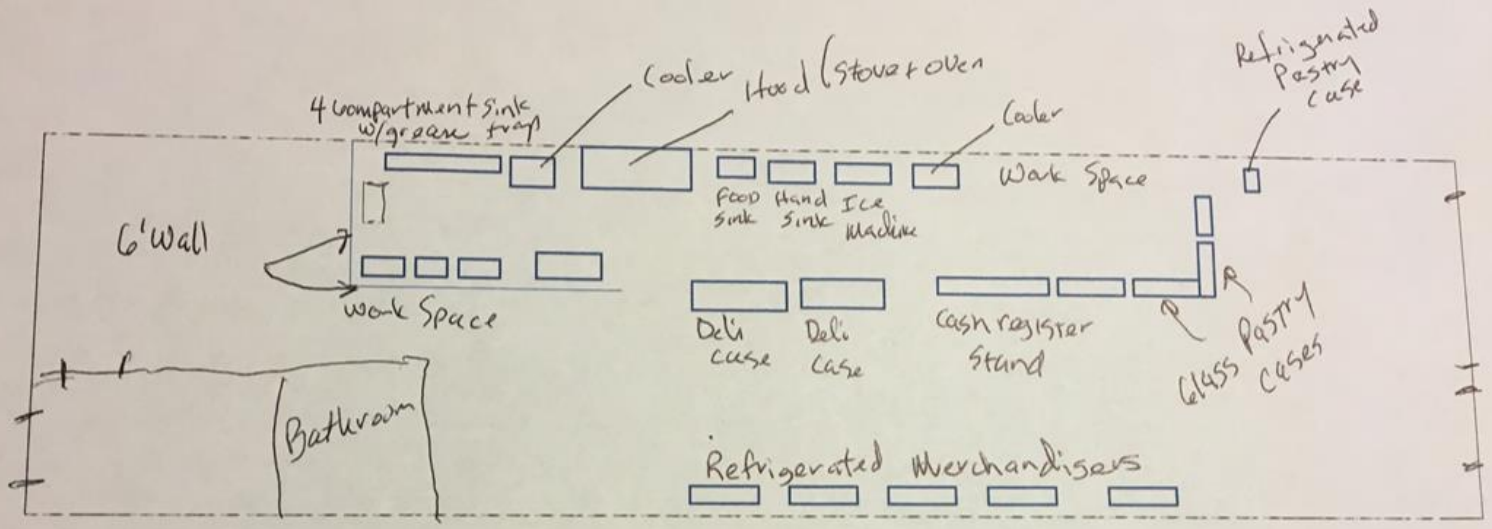 Refrigerated
Pastry
Case
Cooler
Hood (Stove + oven
4 Compartment Sink
w/grease trap
Cooler
Work Space
Food
Sink
Hand
Sink
Ice
Machine
6' Wall
Work Space
Deli
Case
Deli
Case
Cash register
Stand
Glass Pastry
Cases
Bathroom
Refrigerated Merchandisers